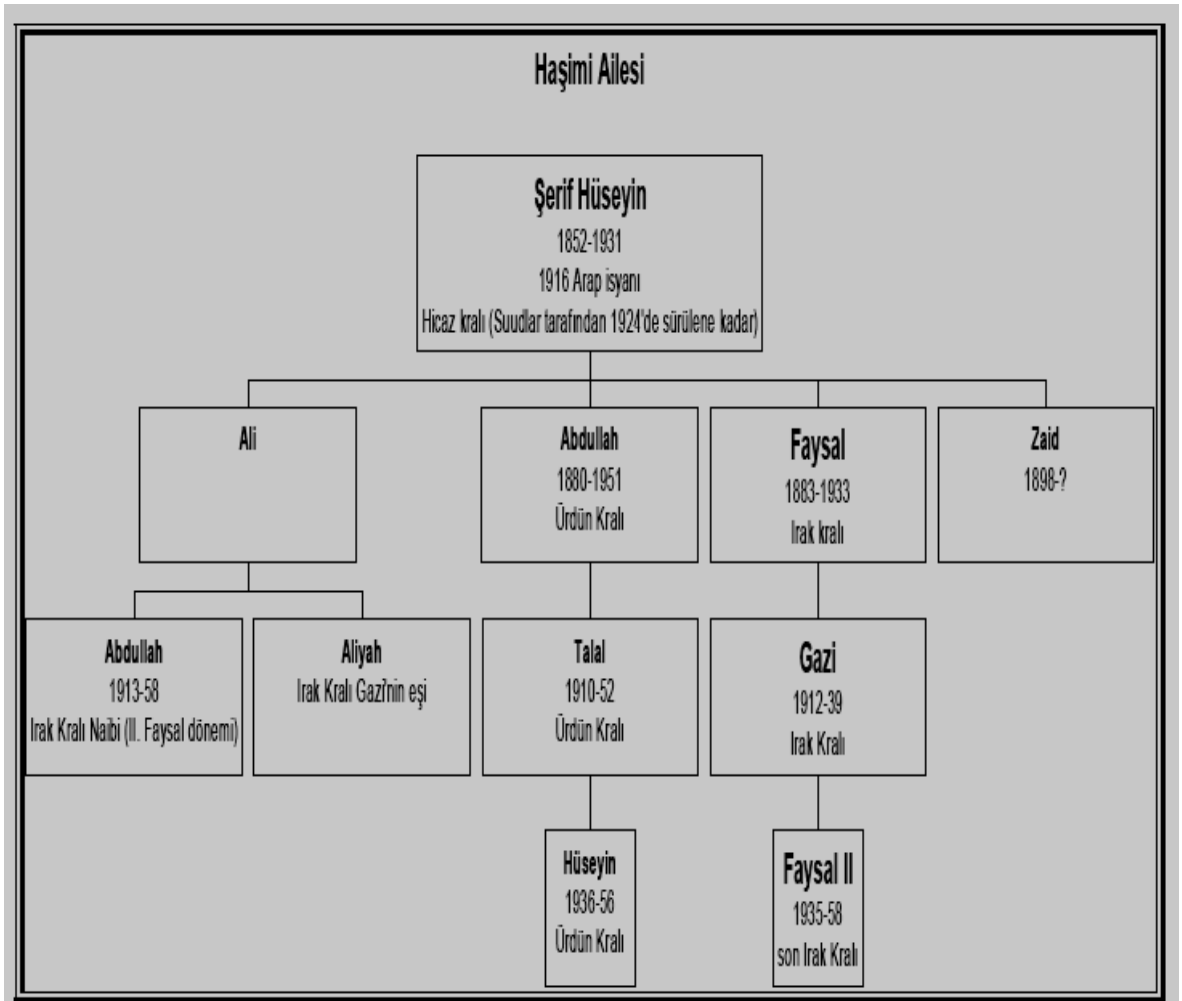 Haşimi Ailesi
Şerif Hüseyin
1852-1931
1916 Arap isyanı
Hicaz kralı (Suudlar tarafından 1924'de sürülene kadar)
Ali
Abdullah
1880-1951
Ürdün Kralı
Faysal
1883-1933
Irak kralı
Zaid
1898-?
Abdullah
1913-58
Irak Kralı Naibi (II. Faysal dönemi)
Aliyah
Irak Kralı Gazi'nin eşi
Talal
1910-52
Ürdün Kralı
Gazi
1912-39
Irak Kralı
Hüseyin
1936-56
Ürdün Kralı
Faysal II
1935-58
son Irak Kralı